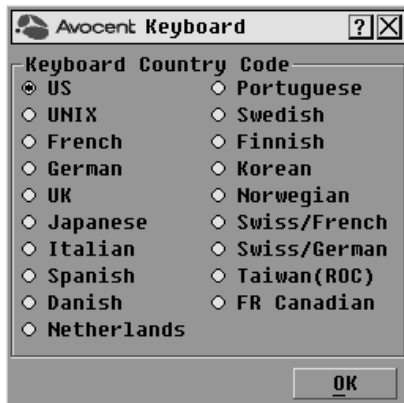 Avocent Keyboard ? X
Keyboard Country Code
US
UNIX
French
German
UK
Japanese
Italian
Spanish
Danish
Netherlands
Portuguese
Swedish
Finnish
Korean
Norwegian
Swiss/French
Swiss/German
Taiwan(ROC)
FR Canadian
OK